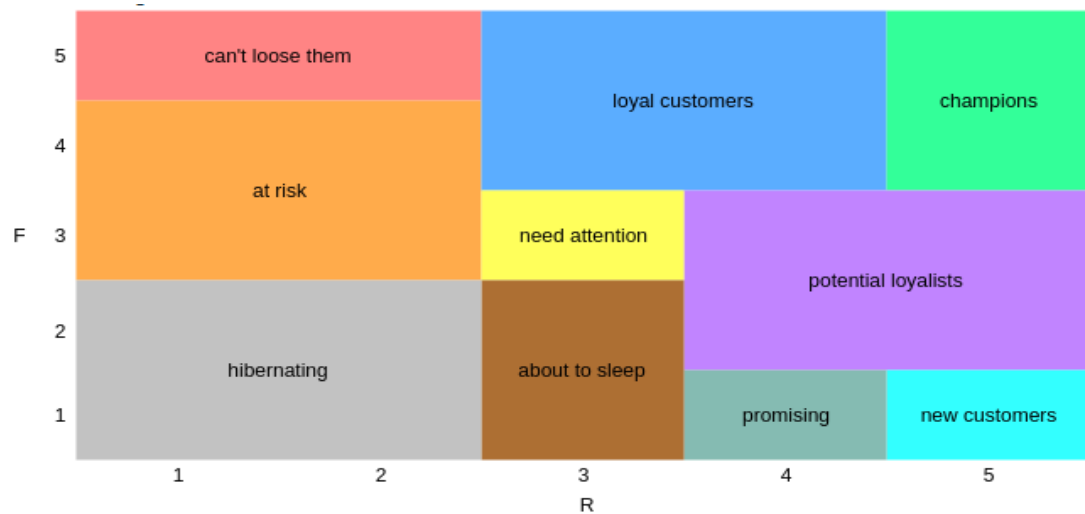 5
can't loose them
loyal customers
champions
4
at risk
F
3
need attention
potential loyalists
2
hibernating
about to sleep
1
promising
new customers
1 2 3 4 5
R